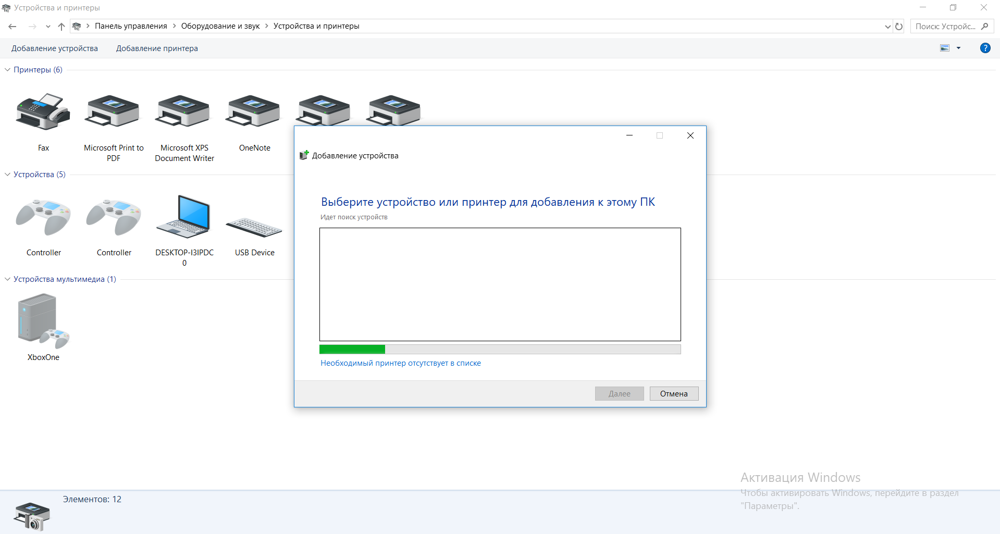 Устройства и принтеры
Панель управления
Оборудование и звук
Устройства и принтеры
Поиск: Устройс...
Добавление устройства
Добавление принтера
?
Принтеры (6)
Fax
Microsoft Print to
PDF
Microsoft XPS
Document Writer
OneNote
Устройства (5)
Controller
Controller
DESKTOP-I3IPDC
0
USB Device
Устройства мультимедиа (1)
XboxOne
Добавление устройства
Выберите устройство или принтер для добавления к этому ПК
Идет поиск устройств
Необходимый принтер отсутствует в списке
Далее
Отмена
Активация Windows
Чтобы активировать Windows, перейдите в раздел
"Параметры".
Элементов: 12